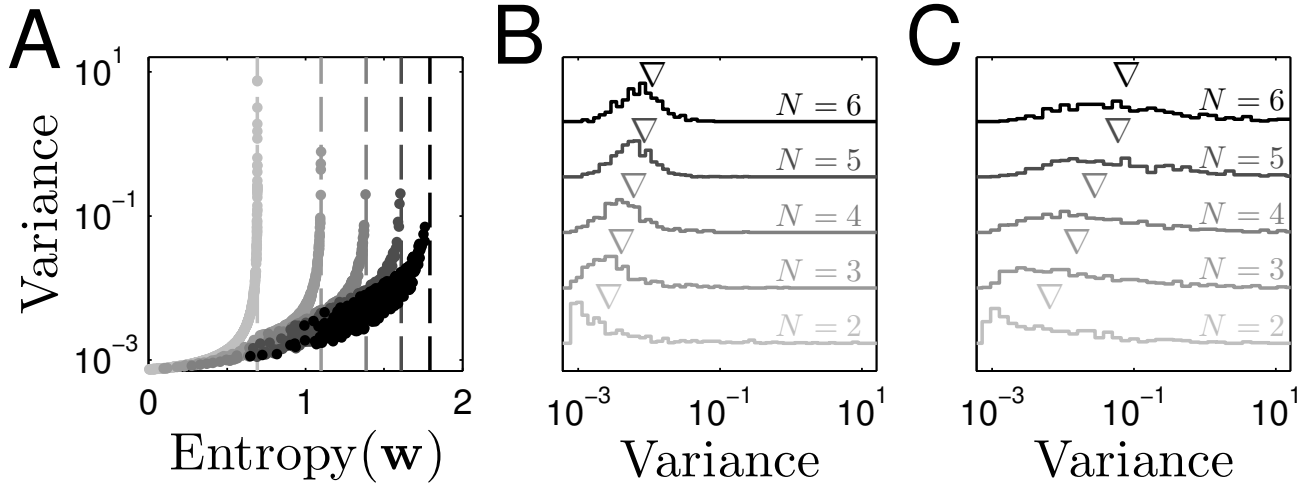 A
Variance
10^1
10^-1
10^-3
0
1
2
Entropy(w)
B
N = 6
N = 5
N = 4
N = 3
N = 2
10^-3
10^-1
10^1
Variance
C
N = 6
N = 5
N = 4
N = 3
N = 2
10^-3
10^-1
10^1
Variance